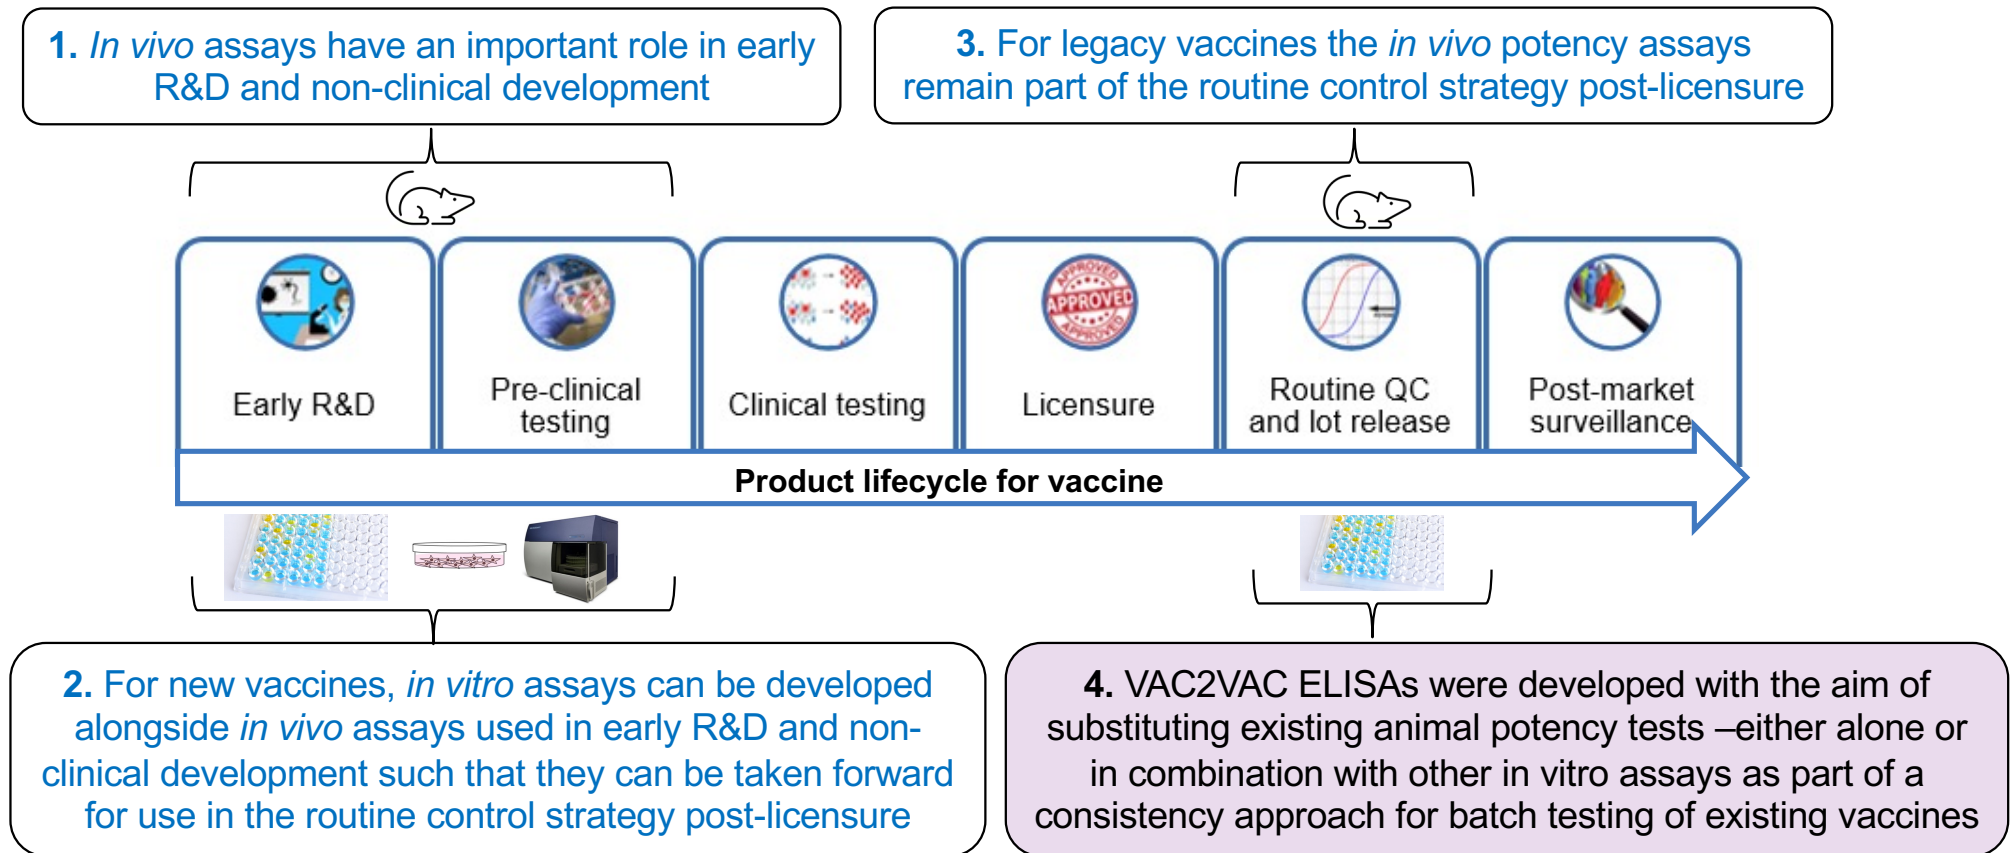 1. In vivo assays have an important role in early
R&D and non-clinical development
3. For legacy vaccines the in vivo potency assays
remain part of the routine control strategy post-licensure
Early R&D
Pre-clinical
testing
Clinical testing
APPROVED
APPROVED
APPROVED
Licensure
Routine QC
and lot release
Post-market
surveillance
Product lifecycle for vaccine
2. For new vaccines, in vitro assays can be developed
alongside in vivo assays used in early R&D and non-
clinical development such that they can be taken forward
for use in the routine control strategy post-licensure
4. VAC2VAC ELISAs were developed with the aim of
substituting existing animal potency tests –either alone or
in combination with other in vitro assays as part of a
consistency approach for batch testing of existing vaccines